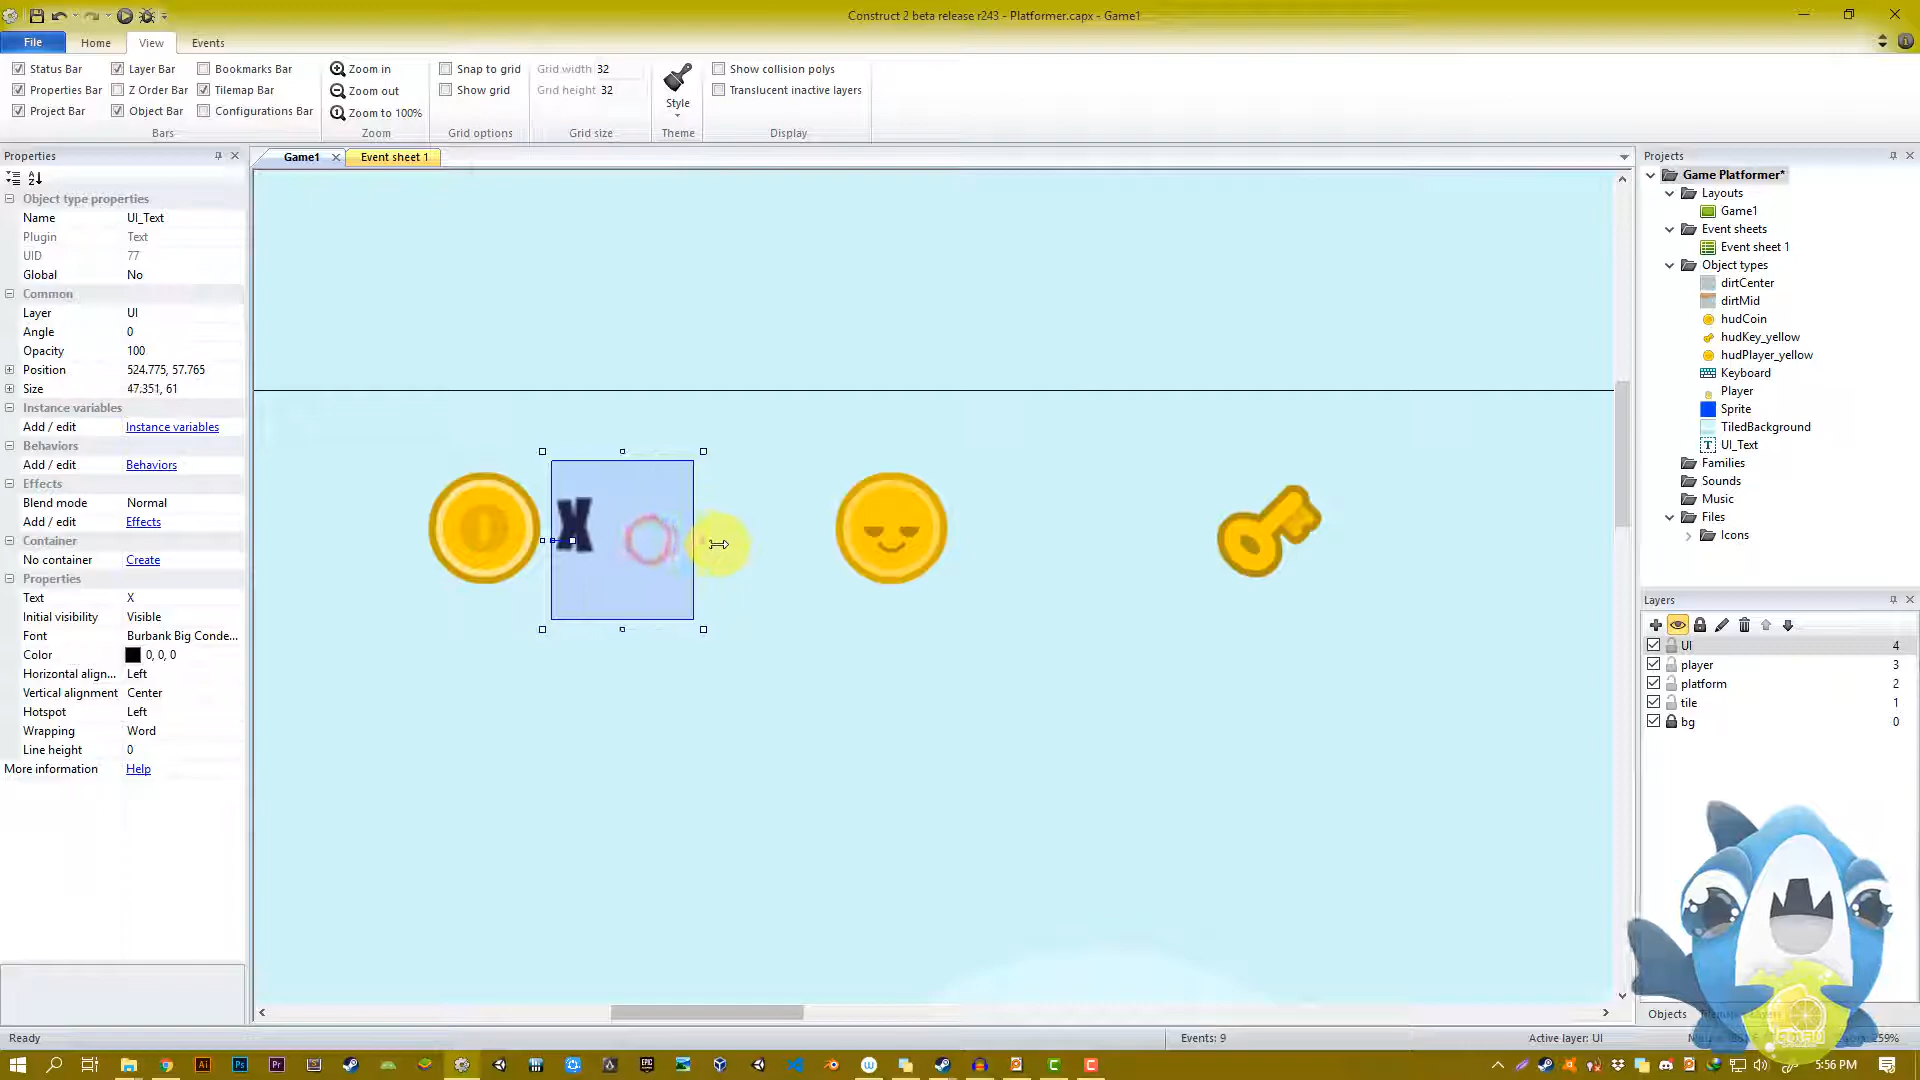 Construct 2 beta release r243 - Platformer.capx - Game1
File Home View Events
Status Bar Layer Bar Bookmarks Bar Zoom in Snap to grid Grid width 32 Show collision polys
Properties Bar Z Order Bar Tilemap Bar Zoom out Show grid Grid height 32 Translucent inactive layers
Project Bar Object Bar Configurations Bar Zoom to 100% Style
Bars Zoom Grid options Grid size Theme Display
Properties
Game1 Event sheet 1
Object type properties
Name UI_Text
Plugin Text
UID 77
Global No
Common
Layer UI
Angle 0
Opacity 100
Position 524.775, 57.765
Size 47.351, 61
Instance variables
Add / edit Instance variables
Behaviors
Add / edit Behaviors
Effects
Blend mode Normal
Add / edit Effects
Container
No container Create
Properties
Text X
Initial visibility Visible
Font Burbank Big Conde...
Color 0, 0, 0
Horizontal align... Left
Vertical alignment Center
Hotspot Left
Wrapping Word
Line height 0
More information Help
X
Projects
Game Platformer*
Layouts
Game1
Event sheets
Event sheet 1
Object types
dirtCenter
dirtMid
hudCoin
hudKey_yellow
hudPlayer_yellow
Keyboard
Player
Sprite
TiledBackground
UI_Text
Families
Sounds
Music
Files
Icons
Layers
UI 4
player 3
platform 2
tile 1
bg 0
Objects
Ready Events: 9 Active layer: UI
5:56 PM